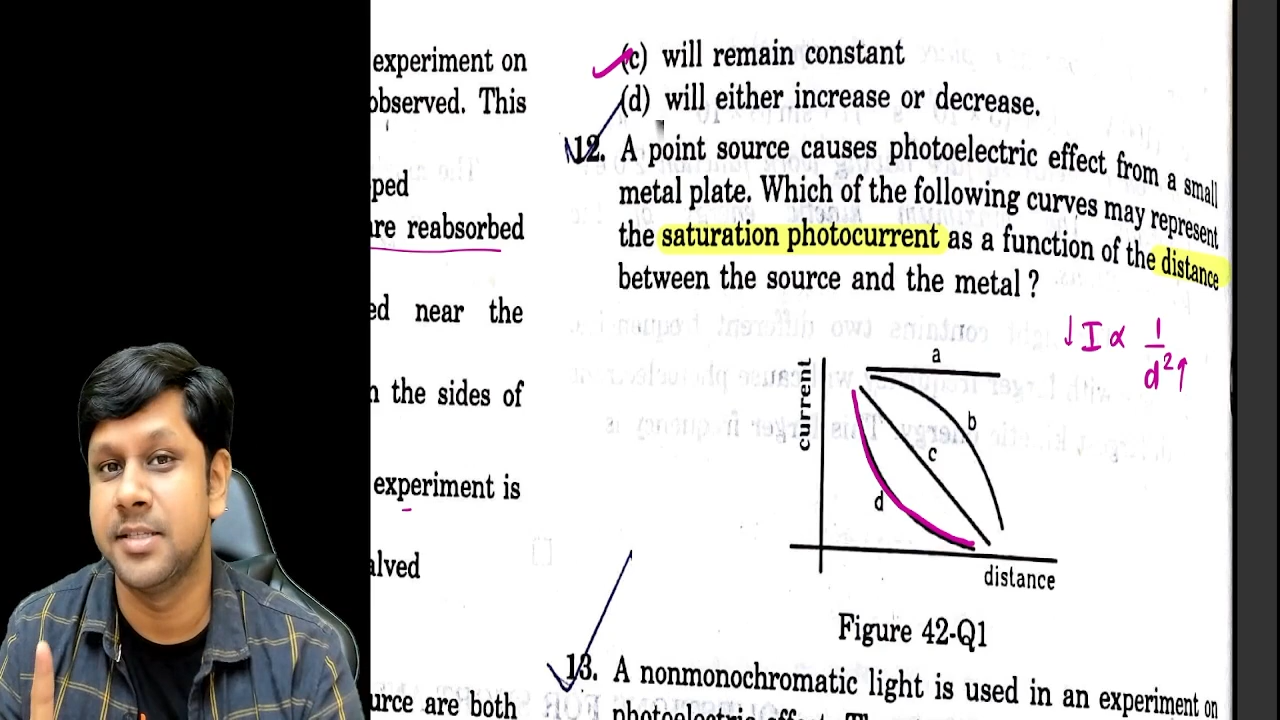 experiment on
observed. This
ped
are reabsorbed
ed near the
n the sides of
experiment is
alved
urce are both
(c) will remain constant
(d) will either increase or decrease.
12. A point source causes photoelectric effect from a small
metal plate. Which of the following curves may represent
the saturation photocurrent as a function of the distance
between the source and the metal ?
↓ I ∝ 1/d²↑
current
a
b
c
d
distance
Figure 42-Q1
13. A nonmonochromatic light is used in an experiment on
photoelectric effect. The